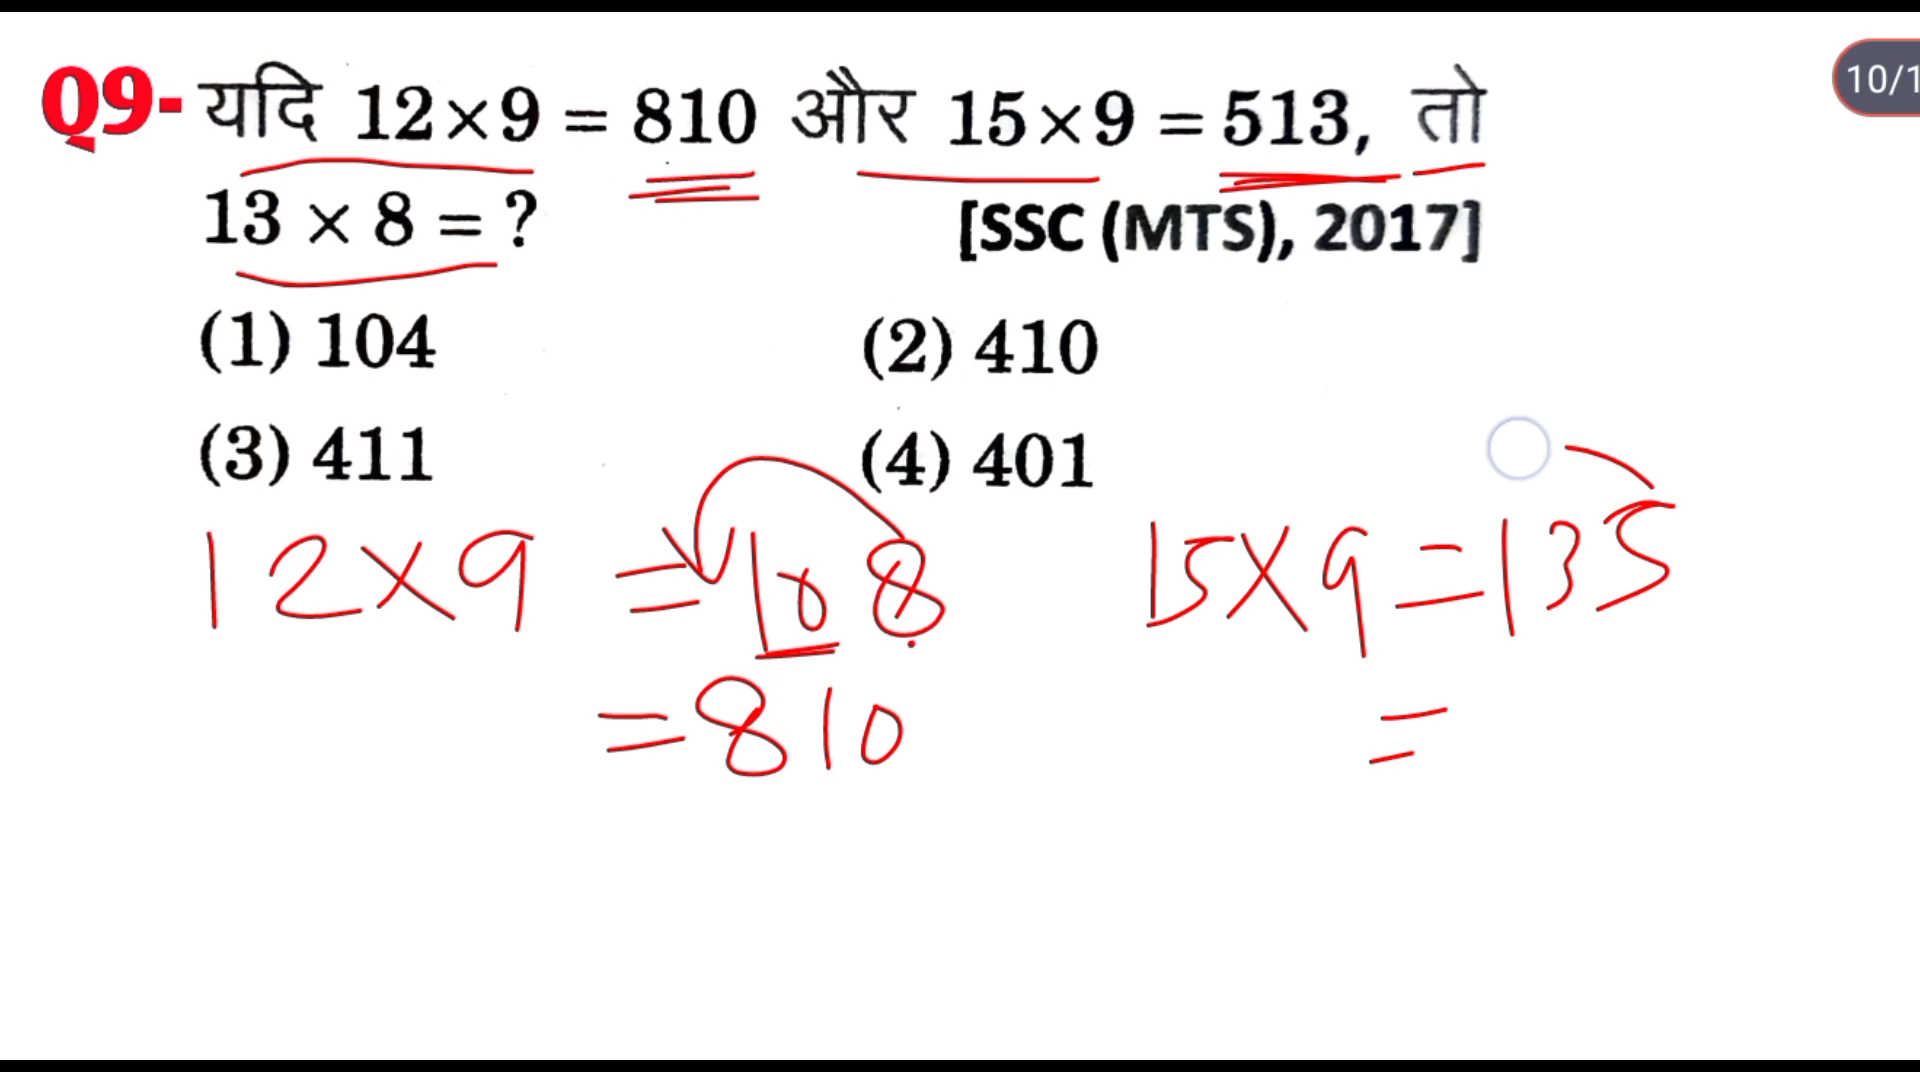 Q9- यदि 12×9 = 810 और 15×9 = 513, तो
13 × 8 = ?
[SSC (MTS), 2017]
(1) 104 (2) 410
(3) 411 (4) 401
12×9 = 108 15×9=135
=810 =
10/1